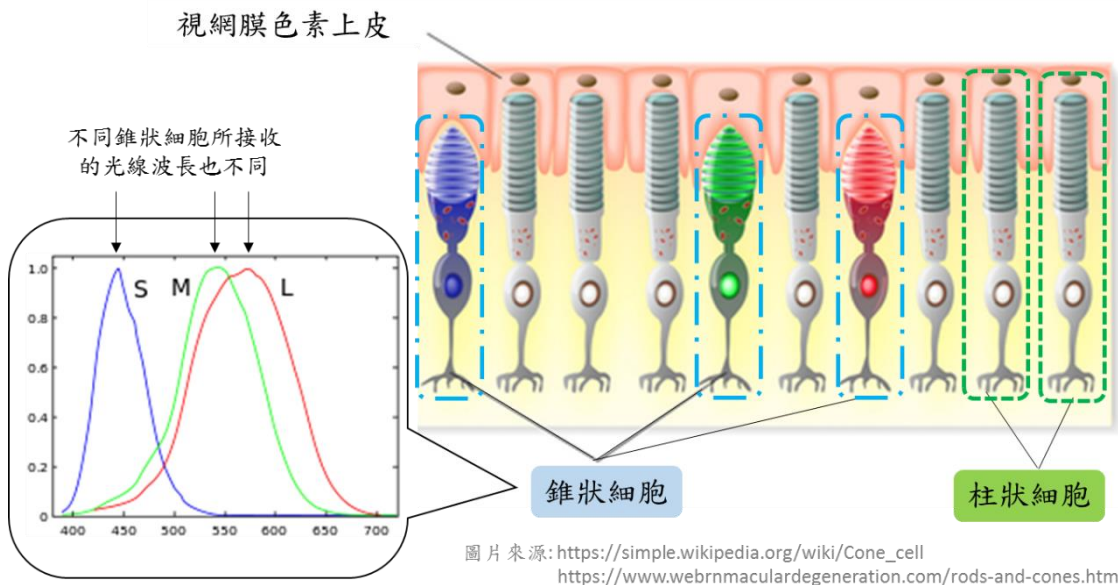 視網膜色素上皮
不同錐狀細胞所接收
的光線波長也不同
1.0
0.8
0.6
0.4
0.2
0
S
M
L
400 450 500 550 600 650 700
錐狀細胞
柱狀細胞
圖片來源: https://simple.wikipedia.org/wiki/Cone_cell
https://www.webrnmaculardegeneration.com/rods-and-cones.htm